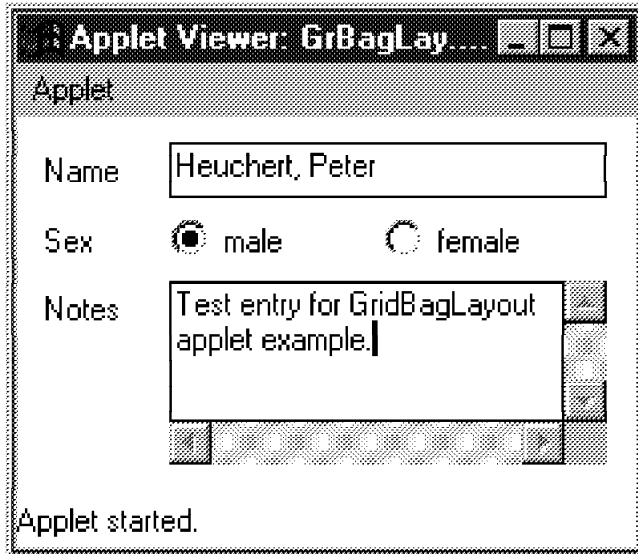 Applet Viewer: GrBagLay....
Applet
Name Heuchert, Peter
Sex male female
Notes Test entry for GridBagLayout
applet example.
Applet started.